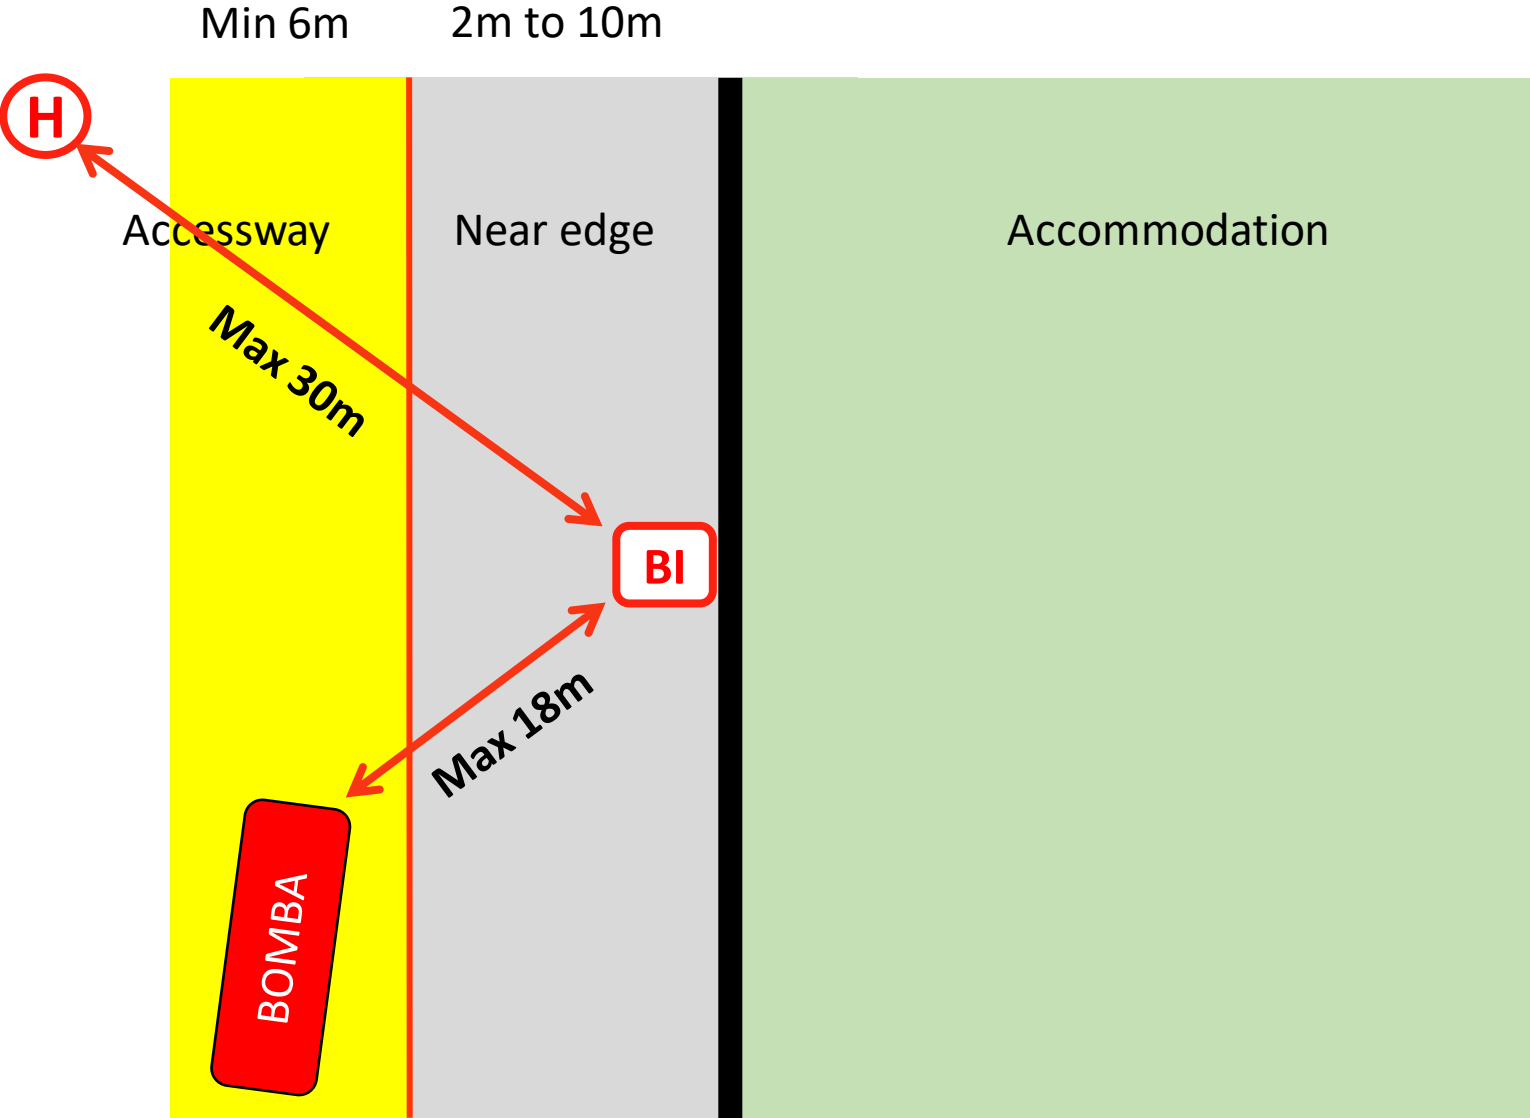 Min 6m
2m to 10m
H
Accessway
Near edge
Accommodation
Max 30m
BI
Max 18m
BOMBA